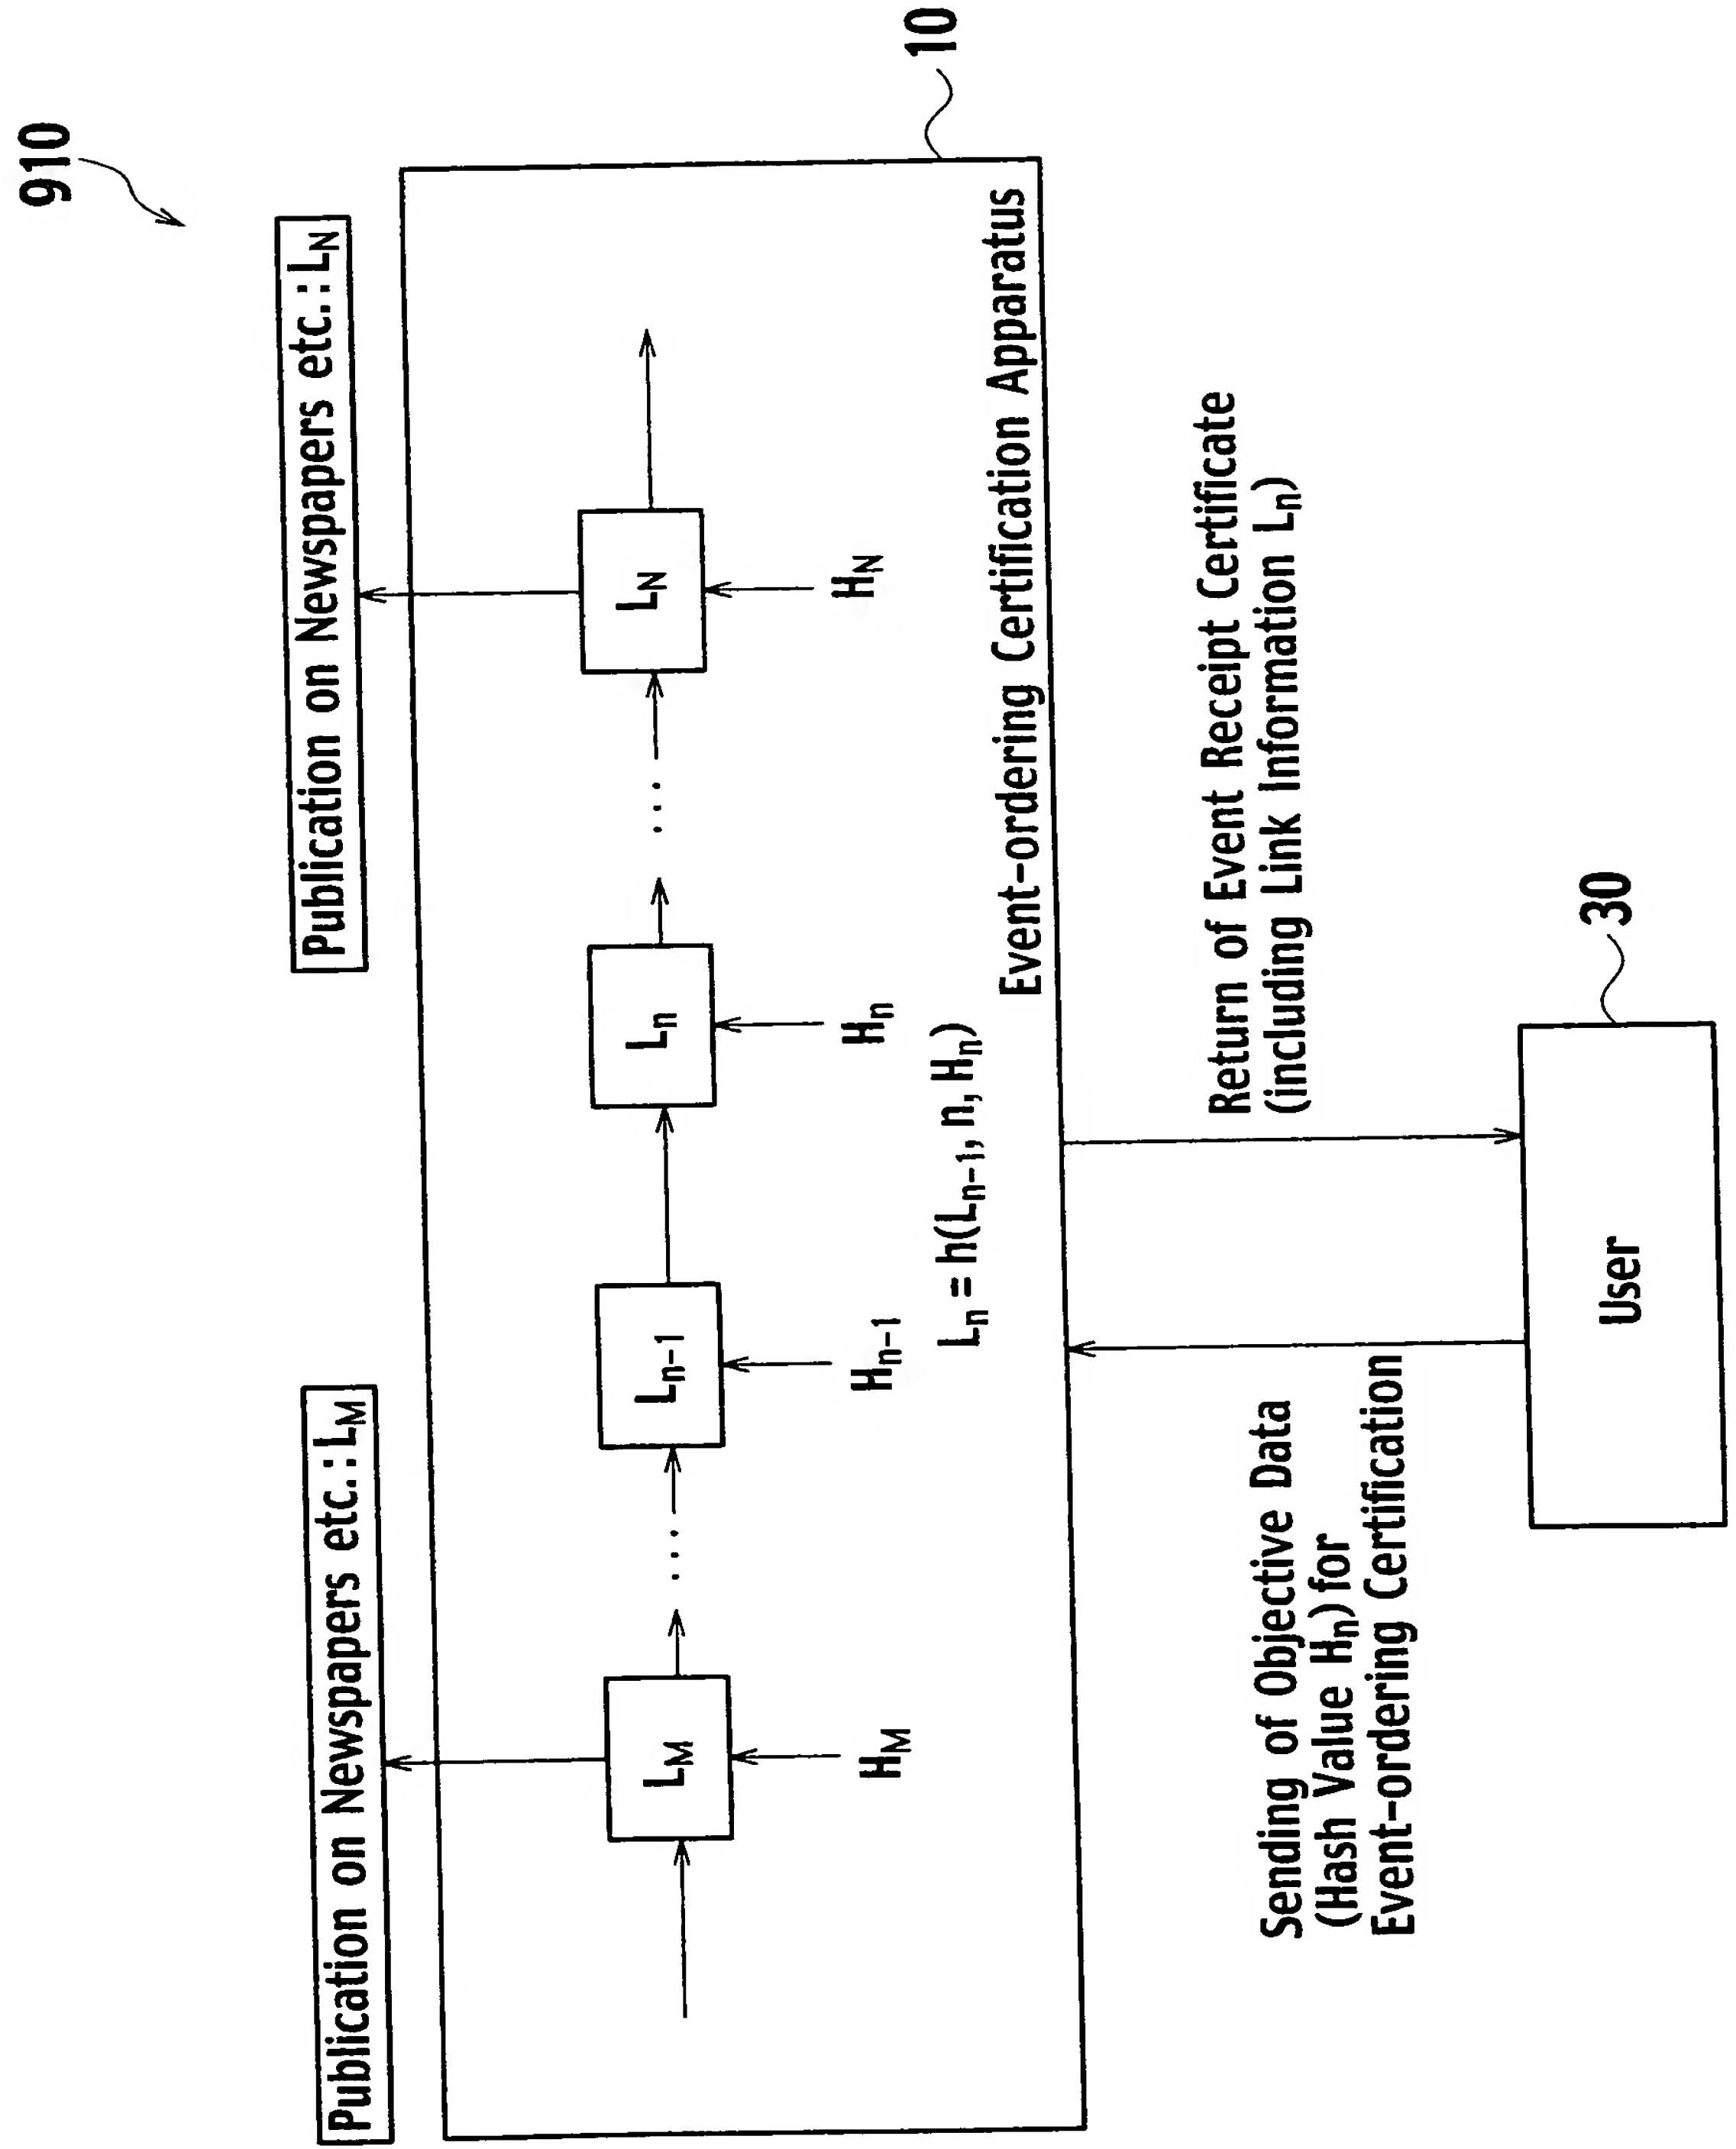 910
Publication on Newspapers etc.: L_M
Publication on Newspapers etc.: L_N
10
L_M
L_n-1
L_n
L_N
...
...
H_M
H_n-1
H_n
H_N
L_n = h(L_n-1, n, H_n)
Event-ordering Certification Apparatus
Sending of Objective Data
(Hash Value H_n) for
Event-ordering Certification
Return of Event Receipt Certificate
(including Link Information L_n)
30
User